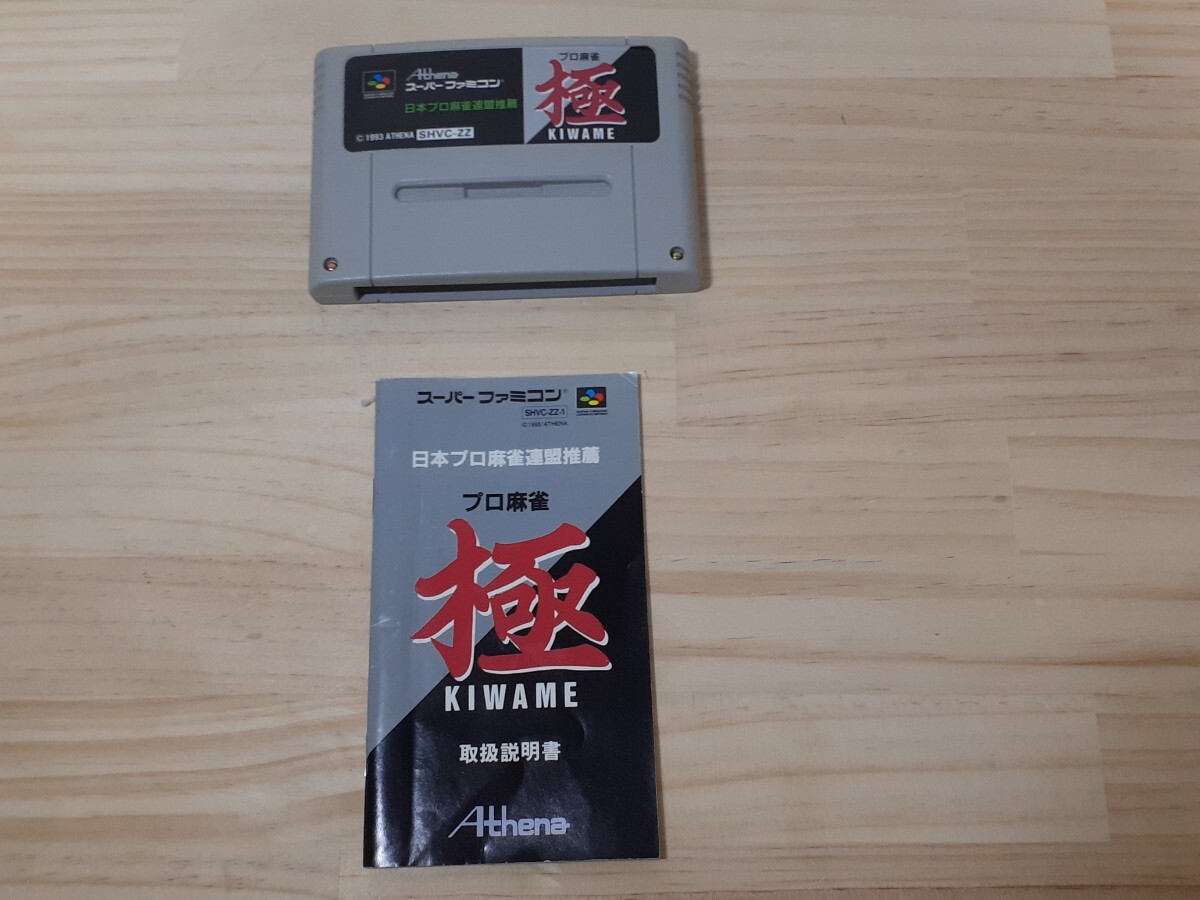 Athena
スーパーファミコン®
日本プロ麻雀連盟推薦
©1993 ATHENA SHVC-ZZ
プロ麻雀
極
KIWAME
スーパーファミコン®
SHVC-ZZ-1
©1993 ATHENA
日本プロ麻雀連盟推薦
プロ麻雀
極
KIWAME
取扱説明書
Athena